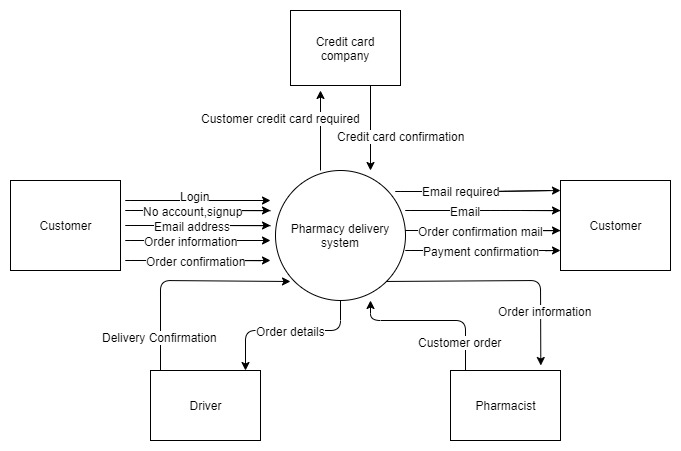 Credit card
company
Customer credit card required
Credit card confirmation
Customer
Login
No account,signup
Email address
Order information
Order confirmation
Pharmacy delivery
system
Email required
Email
Order confirmation mail
Payment confirmation
Customer
Delivery Confirmation
Order details
Customer order
Order information
Driver
Pharmacist